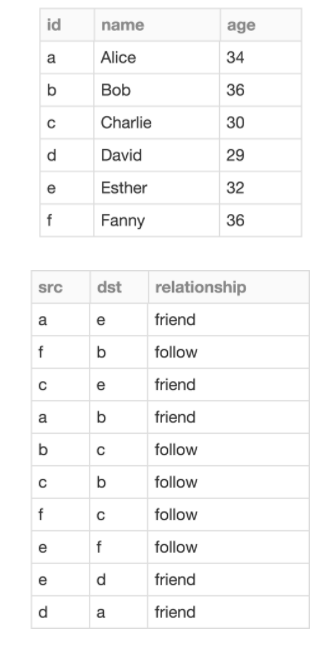 id name age
a Alice 34
b Bob 36
c Charlie 30
d David 29
e Esther 32
f Fanny 36
src dst relationship
a e friend
f b follow
c e friend
a b friend
b c follow
c b follow
f c follow
e f follow
e d friend
d a friend